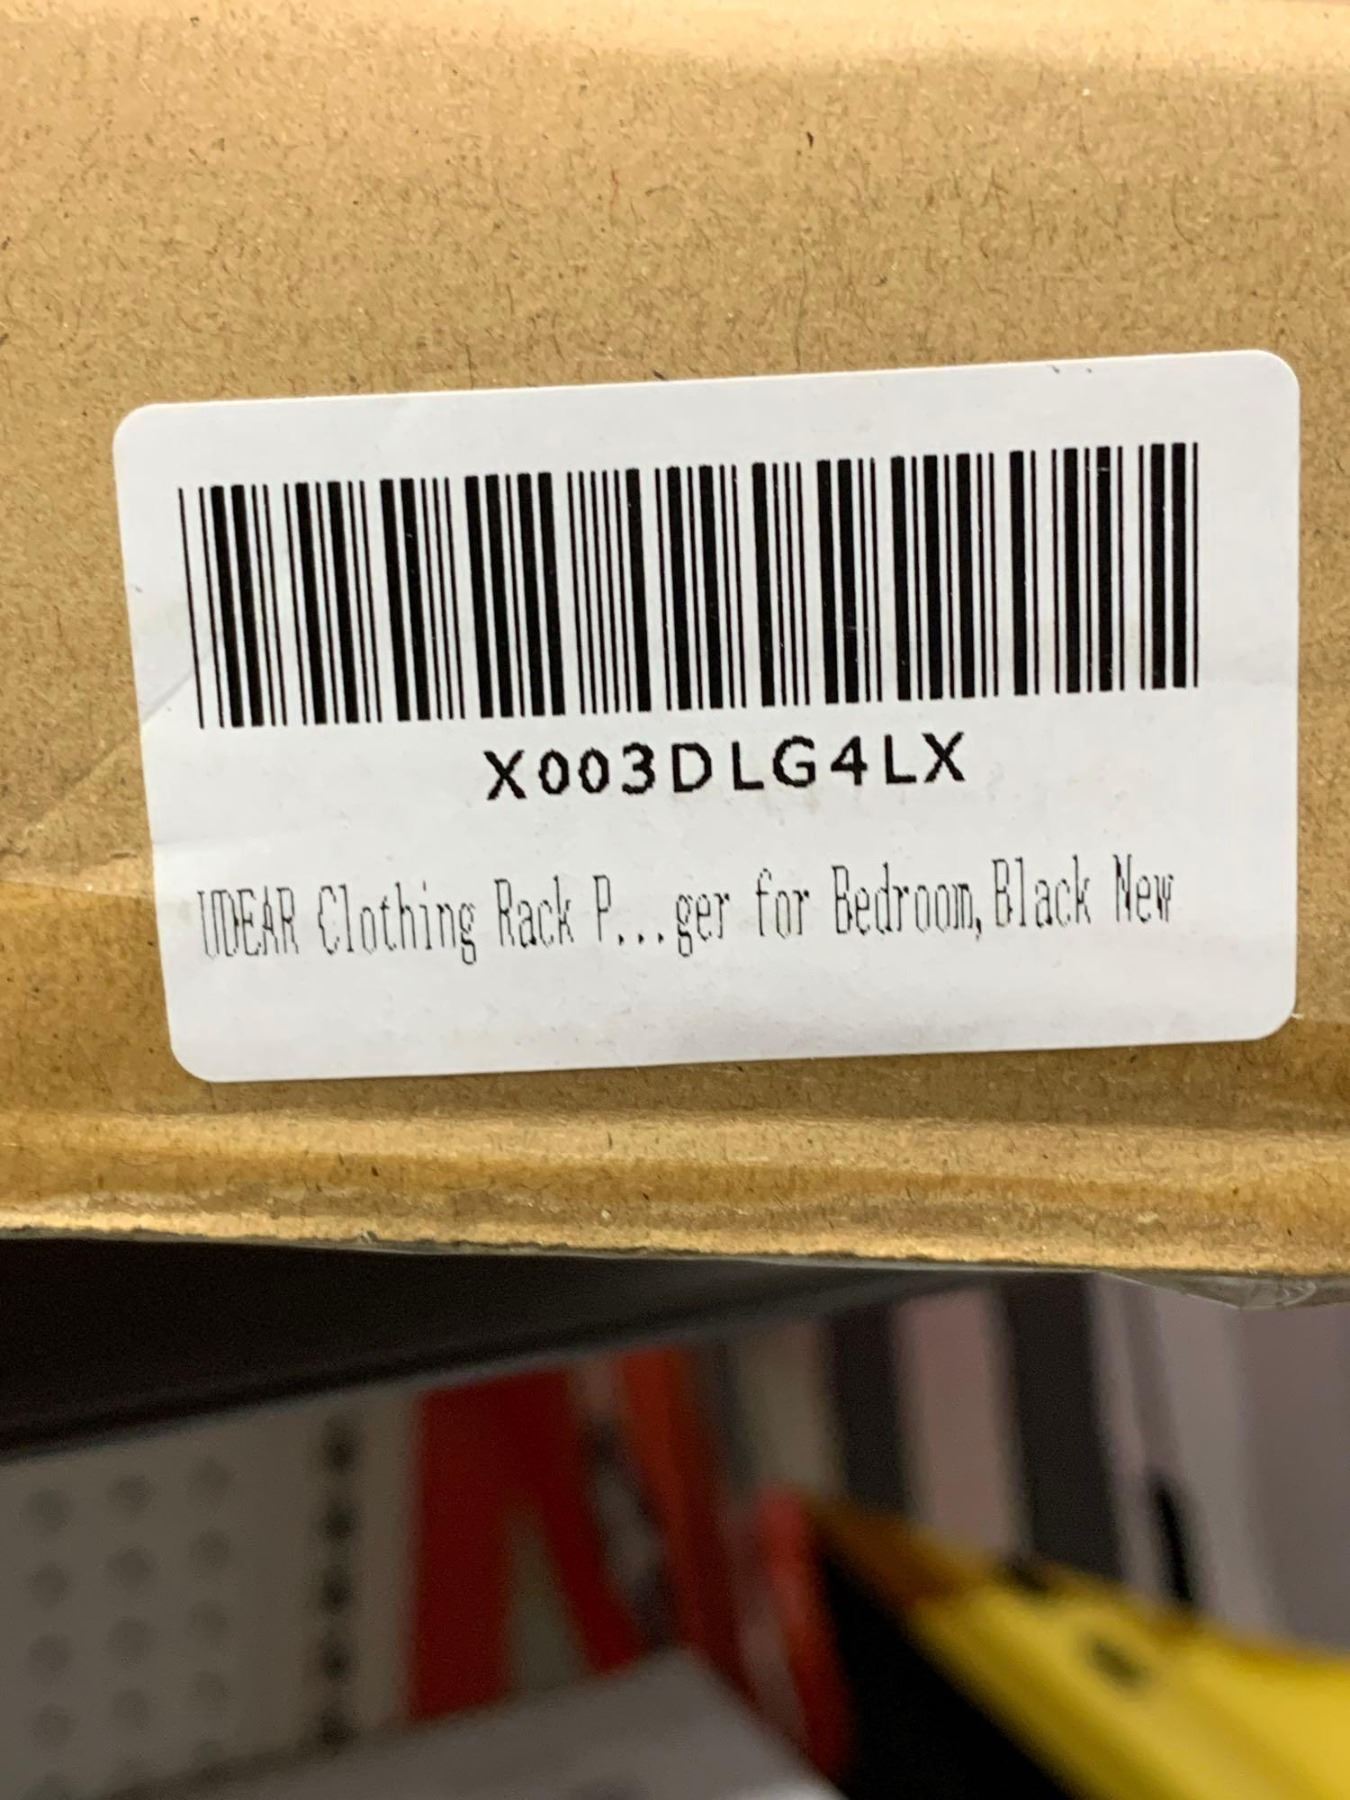 X003DLG4LX
UDEAR Clothing Rack P...ger for Bedroom,Black New